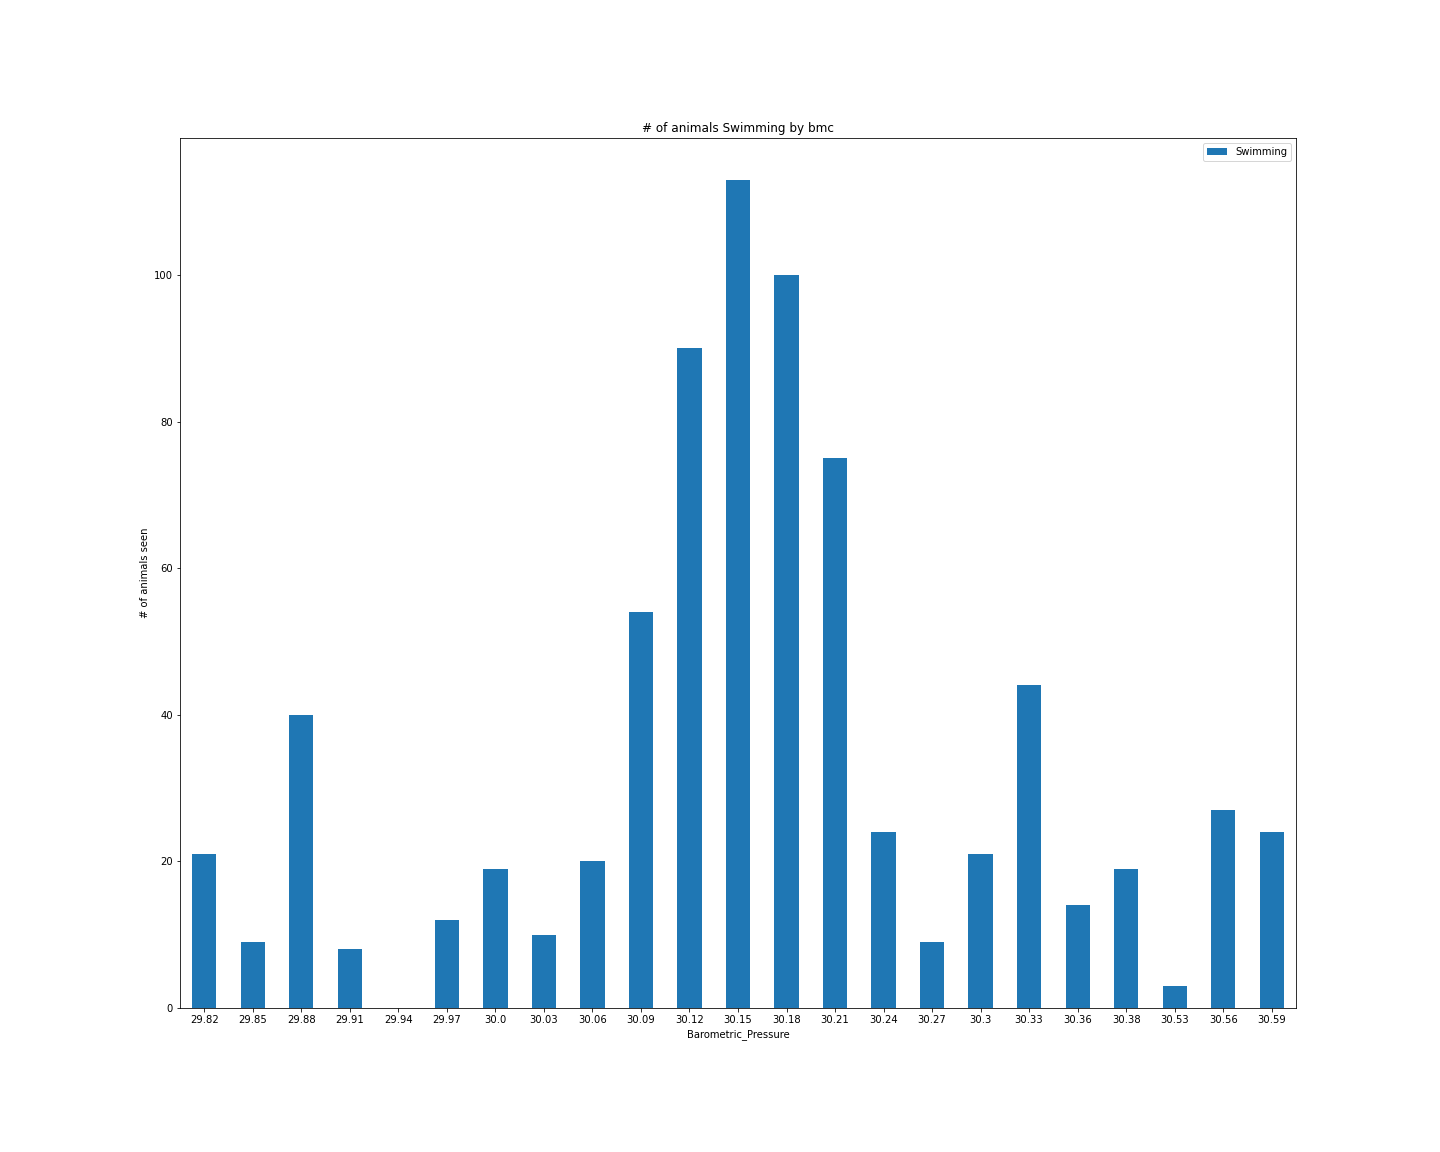 # of animals Swimming by bmc
Swimming
100
80
60
40
20
0
# of animals seen
29.82 29.85 29.88 29.91 29.94 29.97 30.0 30.03 30.06 30.09 30.12 30.15 30.18 30.21 30.24 30.27 30.3 30.33 30.36 30.38 30.53 30.56 30.59
Barometric_Pressure